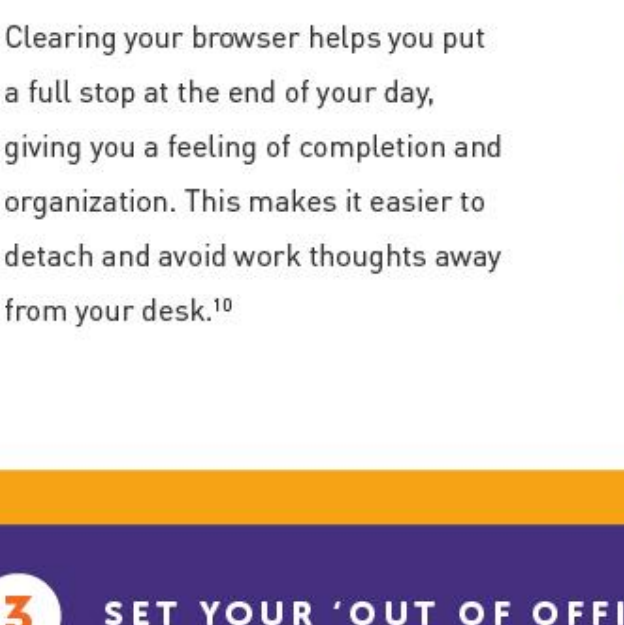 Clearing your browser helps you put
a full stop at the end of your day,
giving you a feeling of completion and
organization. This makes it easier to
detach and avoid work thoughts away
from your desk.¹⁰
3 SET YOUR ‘OUT OF